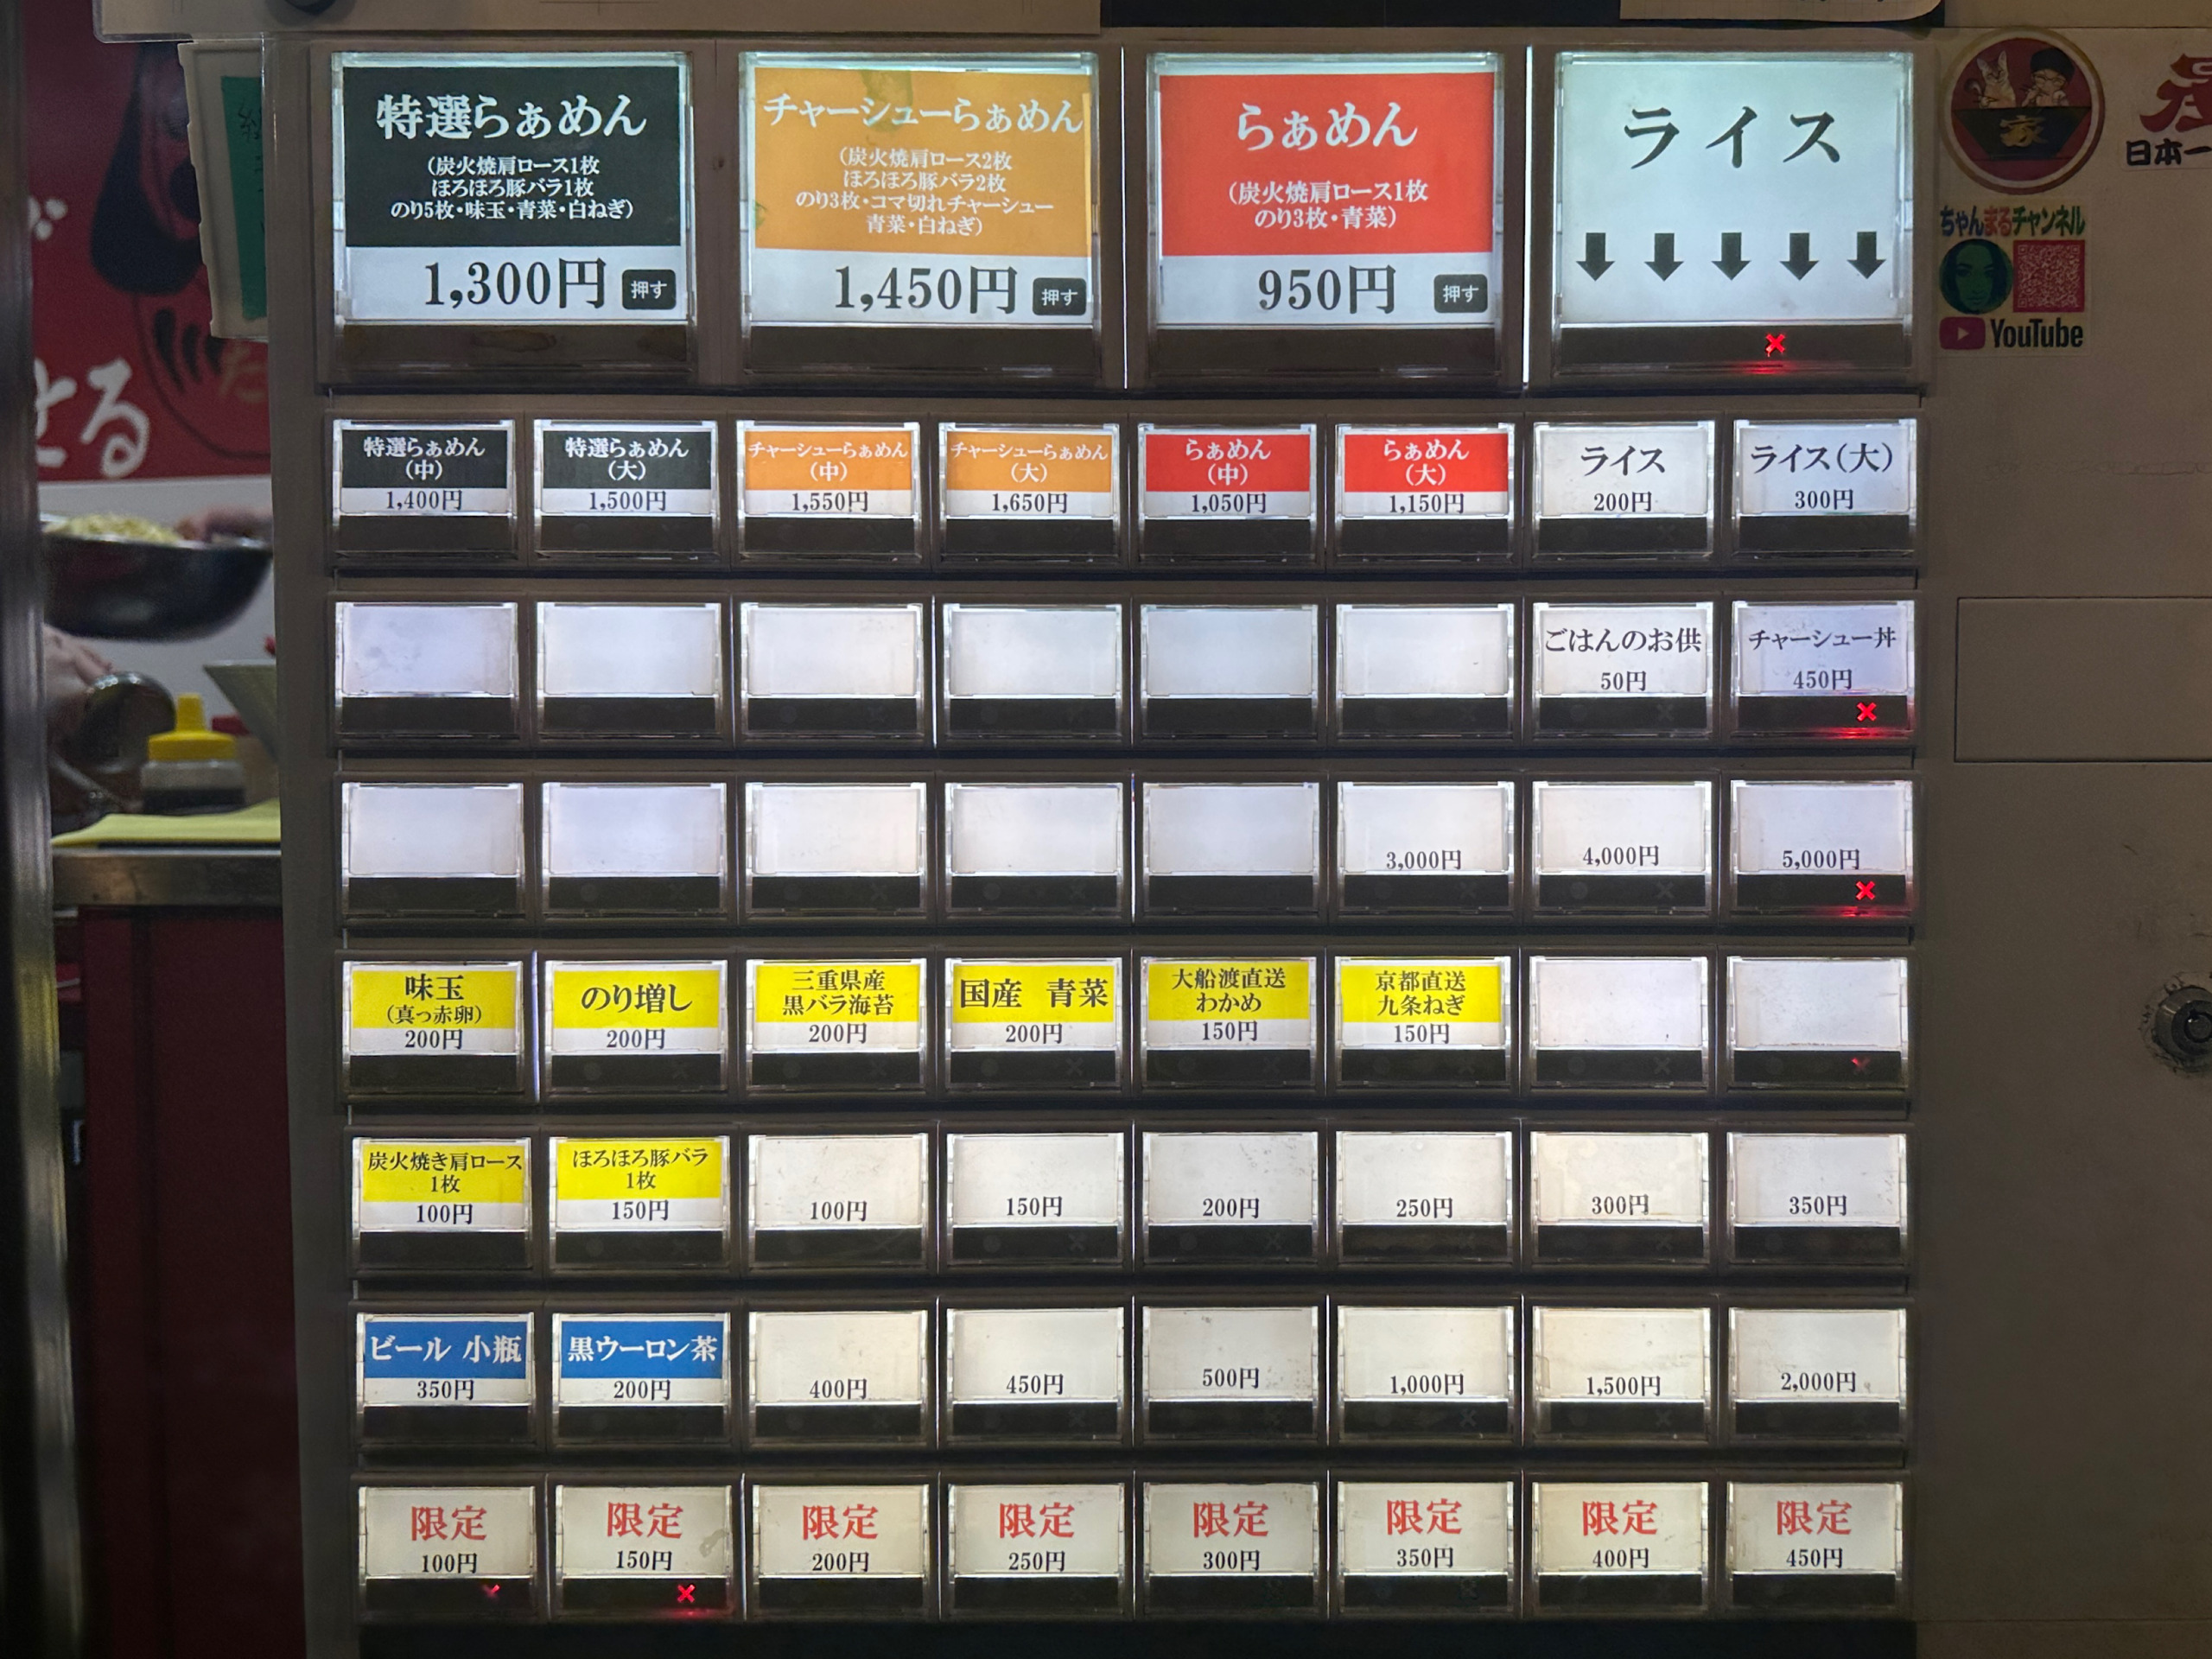 特選らぁめん
(炭火焼肩ロース1枚
ほろほろ豚バラ1枚
のり5枚・味玉・青菜・白ねぎ)
1,300円 押す
チャーシューらぁめん
(炭火焼肩ロース2枚
ほろほろ豚バラ2枚
のり3枚・コマ切れチャーシュー
青菜・白ねぎ)
1,450円 押す
らぁめん
(炭火焼肩ロース1枚
のり3枚・青菜)
950円 押す
ライス
特選らぁめん
(中)
1,400円
特選らぁめん
(大)
1,500円
チャーシューらぁめん
(中)
1,550円
チャーシューらぁめん
(大)
1,650円
らぁめん
(中)
1,050円
らぁめん
(大)
1,150円
ライス
200円
ライス(大)
300円
ごはんのお供
50円
チャーシュー丼
450円
3,000円
4,000円
5,000円
味玉
(真っ赤卵)
200円
のり増し
200円
三重県産
黒バラ海苔
200円
国産 青菜
200円
大船渡直送
わかめ
150円
京都直送
九条ねぎ
150円
炭火焼き肩ロース
1枚
100円
ほろほろ豚バラ
1枚
150円
100円
150円
200円
250円
300円
350円
ビール 小瓶
350円
黒ウーロン茶
200円
400円
450円
500円
1,000円
1,500円
2,000円
限定
100円
限定
150円
限定
200円
限定
250円
限定
300円
限定
350円
限定
400円
限定
450円
家
日本一
ちゃんまるチャンネル
YouTube